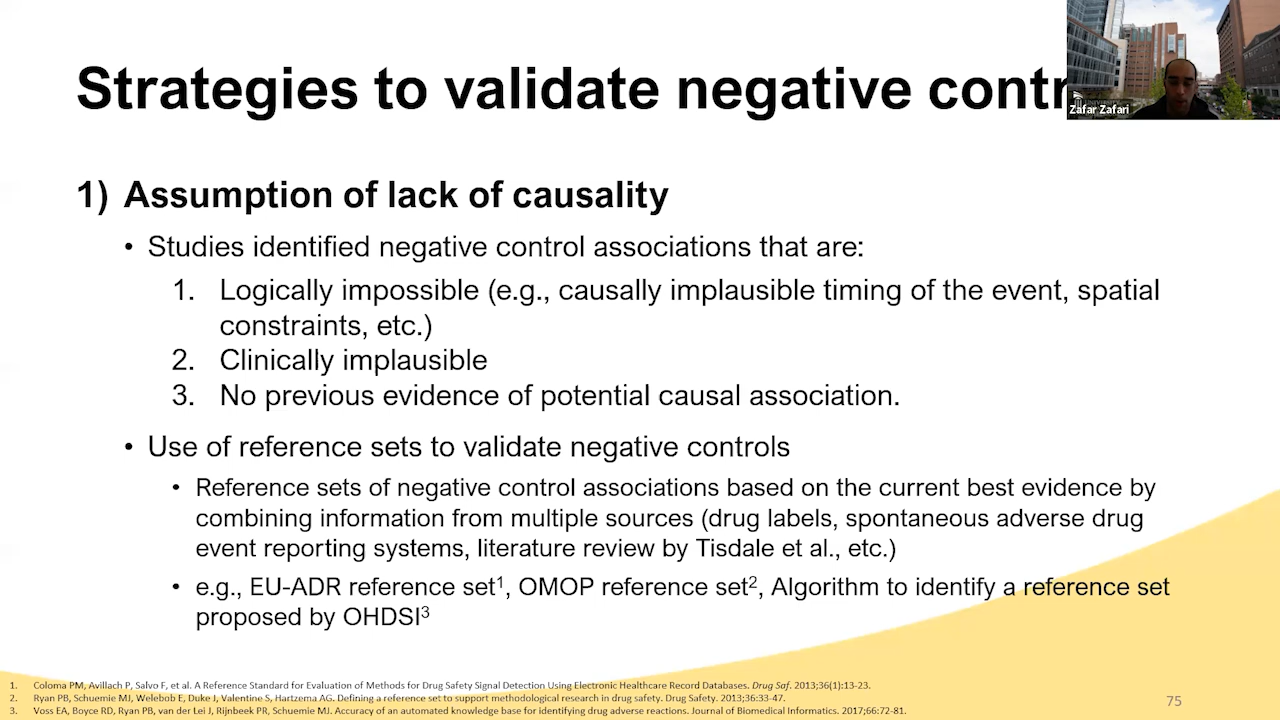 Strategies to validate negative contr
Zafar Zafari
1) Assumption of lack of causality
• Studies identified negative control associations that are:
1. Logically impossible (e.g., causally implausible timing of the event, spatial
constraints, etc.)
2. Clinically implausible
3. No previous evidence of potential causal association.
• Use of reference sets to validate negative controls
• Reference sets of negative control associations based on the current best evidence by
combining information from multiple sources (drug labels, spontaneous adverse drug
event reporting systems, literature review by Tisdale et al., etc.)
• e.g., EU-ADR reference set¹, OMOP reference set², Algorithm to identify a reference set
proposed by OHDSI³
1. Coloma PM, Avillach P, Salvo F, et al. A Reference Standard for Evaluation of Methods for Drug Safety Signal Detection Using Electronic Healthcare Record Databases. Drug Saf. 2013;36(1):13-23.
2. Ryan PB, Schuemie MJ, Welebob E, Duke J, Valentine S, Hartzema AG. Defining a reference set to support methodological research in drug safety. Drug Safety. 2013;36:33-47.
3. Voss EA, Boyce RD, Ryan PB, van der Lei J, Rijnbeek PR, Schuemie MJ. Accuracy of an automated knowledge base for identifying drug adverse reactions. Journal of Biomedical Informatics. 2017;66:72-81.
75